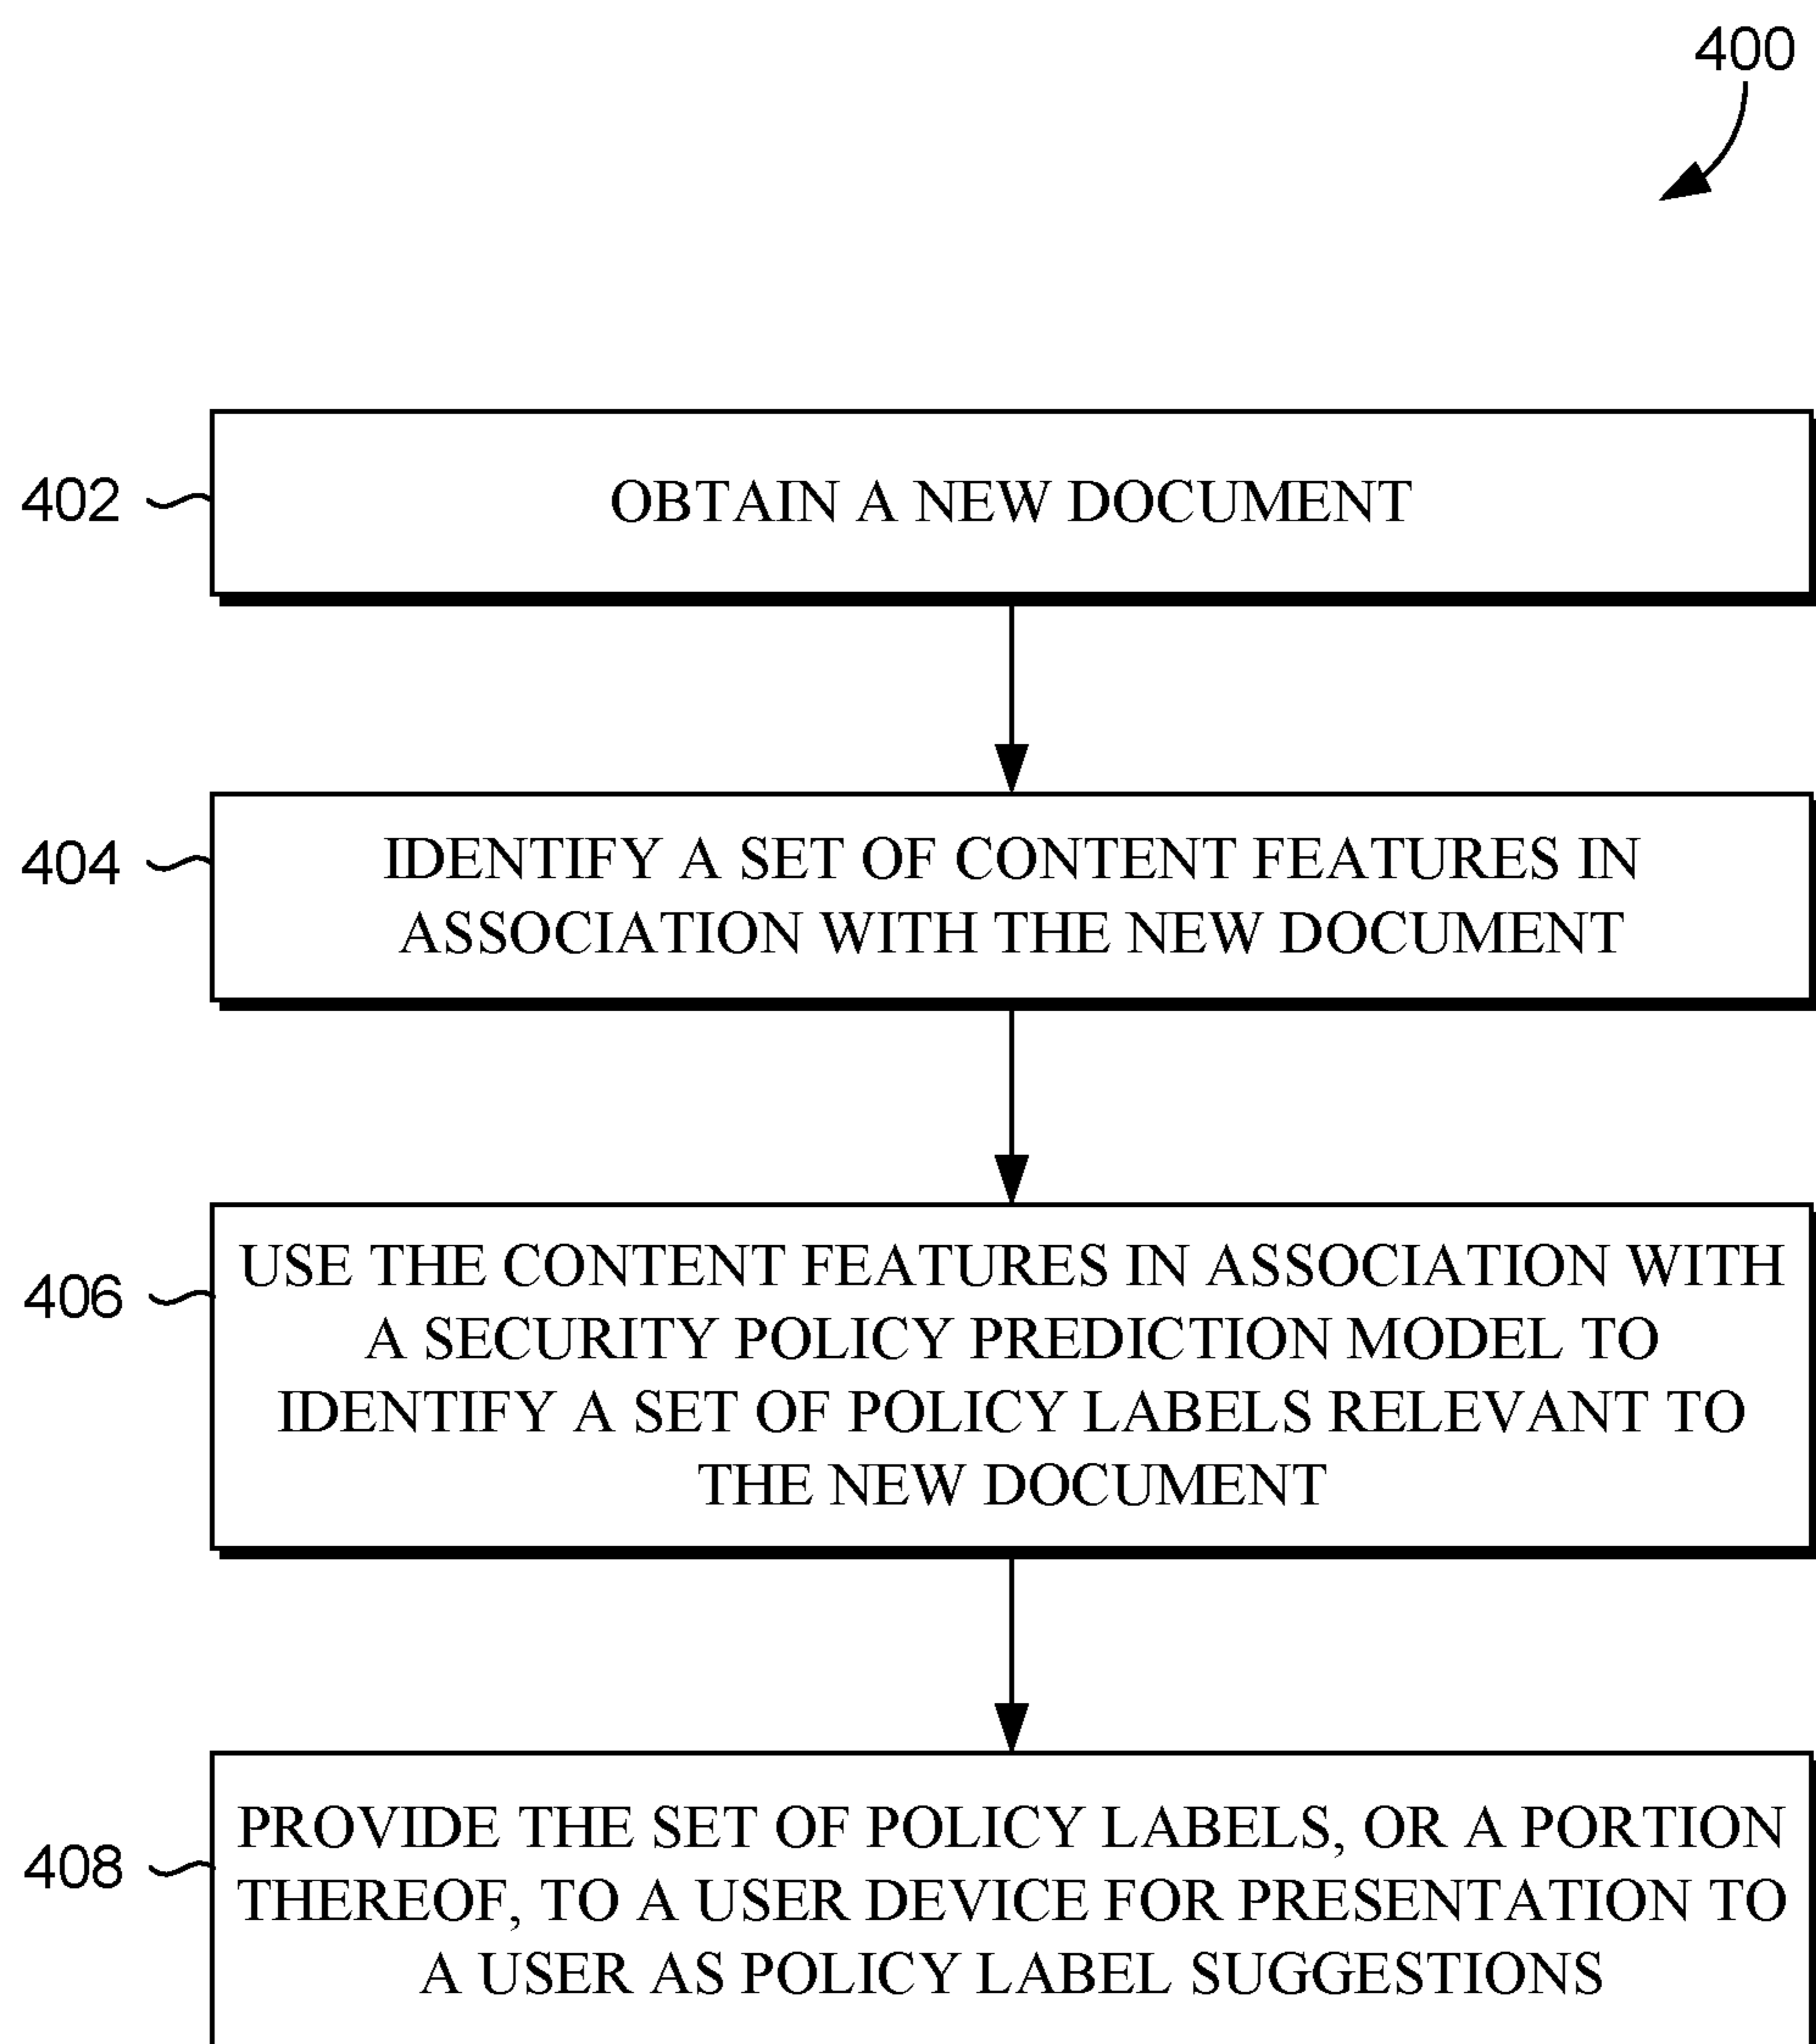 400
402
OBTAIN A NEW DOCUMENT
404
IDENTIFY A SET OF CONTENT FEATURES IN
ASSOCIATION WITH THE NEW DOCUMENT
406
USE THE CONTENT FEATURES IN ASSOCIATION WITH
A SECURITY POLICY PREDICTION MODEL TO
IDENTIFY A SET OF POLICY LABELS RELEVANT TO
THE NEW DOCUMENT
408
PROVIDE THE SET OF POLICY LABELS, OR A PORTION
THEREOF, TO A USER DEVICE FOR PRESENTATION TO
A USER AS POLICY LABEL SUGGESTIONS